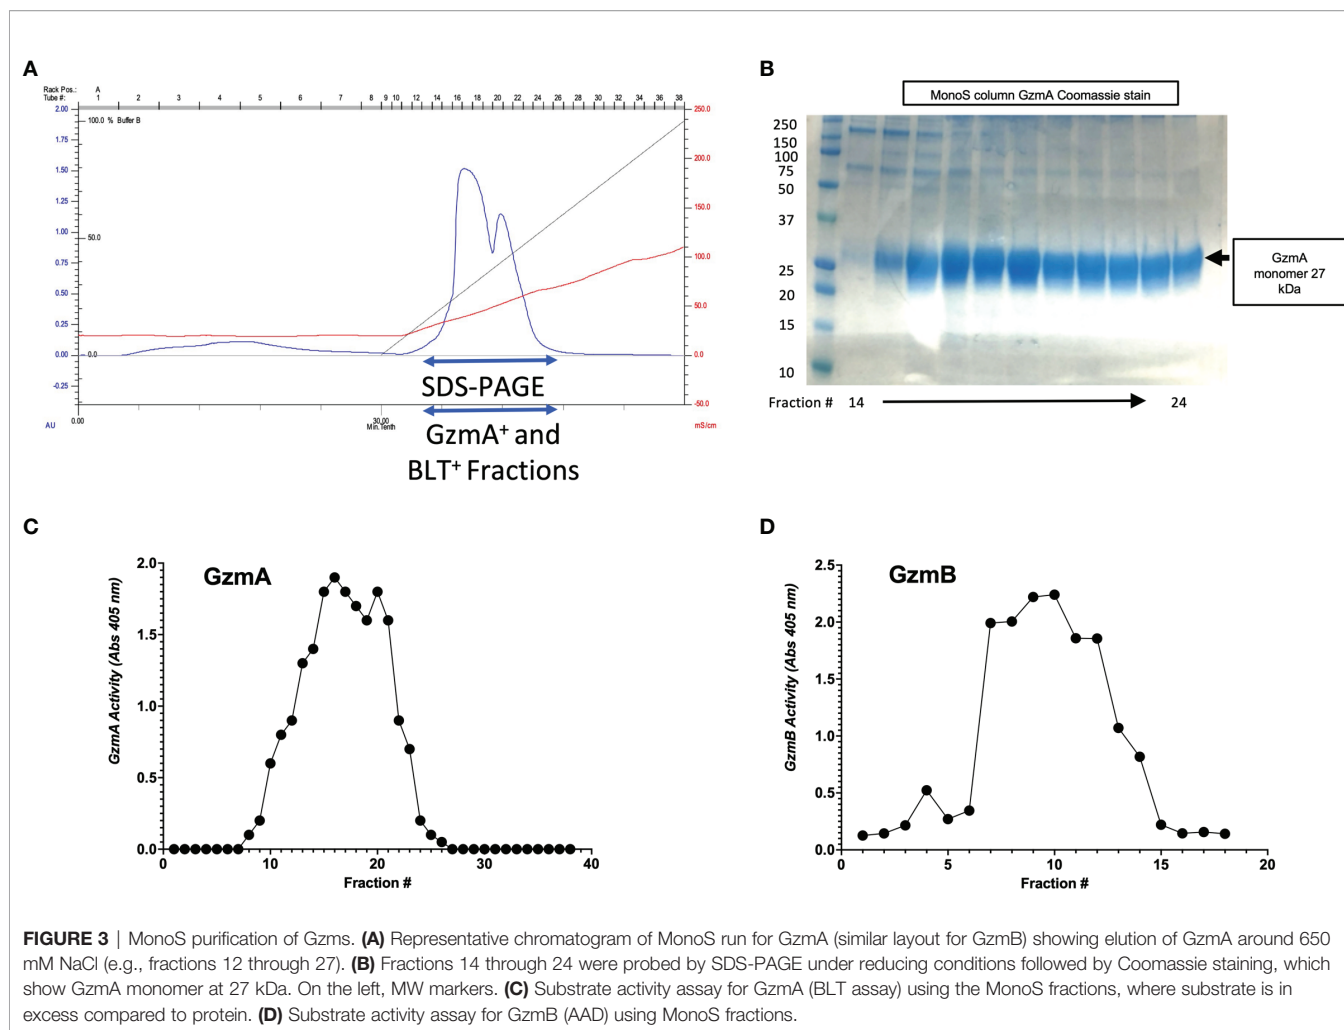 A
Rack Pos.: A
Tube #: 1 2 3 4 5 6 7 8 9 10 12 14 16 18 20 22 24 26 28 30 32 34 36 38
2.00
1.75
1.50
1.25
1.00
0.75
0.50
0.25
0.00
-0.25
AU
100.0 % Buffer B
50.0
0.0
250.0
200.0
150.0
100.0
50.0
0.0
-50.0
mS/cm
0.00
30.00
Min.Tenth
SDS-PAGE
GzmA+ and
BLT+ Fractions
B
MonoS column GzmA Coomassie stain
250
150
100
75
50
37
25
20
15
10
GzmA
monomer 27
kDa
Fraction # 14 24
C
GzmA
GzmA Activity (Abs 405 nm)
2.0
1.5
1.0
0.5
0.0
0 10 20 30 40
Fraction #
D
GzmB
GzmB Activity (Abs 405 nm)
2.5
2.0
1.5
1.0
0.5
0.0
0 5 10 15 20
Fraction #
FIGURE 3 | MonoS purification of Gzms. (A) Representative chromatogram of MonoS run for GzmA (similar layout for GzmB) showing elution of GzmA around 650
mM NaCl (e.g., fractions 12 through 27). (B) Fractions 14 through 24 were probed by SDS-PAGE under reducing conditions followed by Coomassie staining, which
show GzmA monomer at 27 kDa. On the left, MW markers. (C) Substrate activity assay for GzmA (BLT assay) using the MonoS fractions, where substrate is in
excess compared to protein. (D) Substrate activity assay for GzmB (AAD) using MonoS fractions.